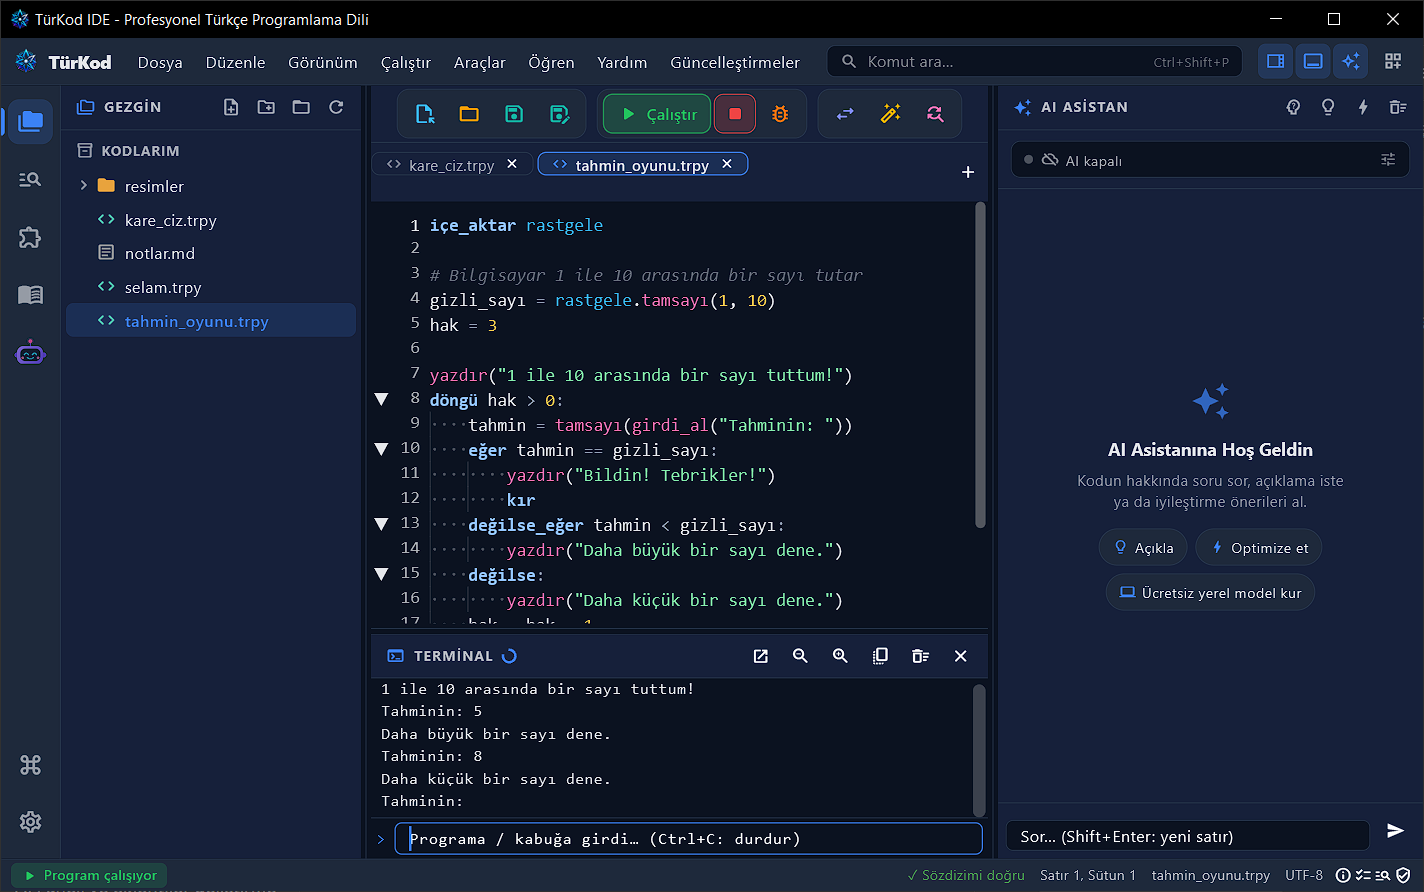 TürKod IDE - Profesyonel Türkçe Programlama Dili
TürKod Dosya Düzenle Görünüm Çalıştır Araçlar Öğren Yardım Güncelleştirmeler Komut ara... Ctrl+Shift+P
GEZGİN
KODLARIM
resimler
kare_ciz.trpy
notlar.md
selam.trpy
tahmin_oyunu.trpy
Çalıştır
kare_ciz.trpy tahmin_oyunu.trpy
1 içe_aktar rastgele
2
3 # Bilgisayar 1 ile 10 arasında bir sayı tutar
4 gizli_sayı = rastgele.tamsayı(1, 10)
5 hak = 3
6
7 yazdır("1 ile 10 arasında bir sayı tuttum!")
8 döngü hak > 0:
9 ····tahmin = tamsayı(girdi_al("Tahminin: "))
10 ····eğer tahmin == gizli_sayı:
11 ········yazdır("Bildin! Tebrikler!")
12 ········kır
13 ····değilse_eğer tahmin < gizli_sayı:
14 ········yazdır("Daha büyük bir sayı dene.")
15 ····değilse:
16 ········yazdır("Daha küçük bir sayı dene.")
17
TERMİNAL
1 ile 10 arasında bir sayı tuttum!
Tahminin: 5
Daha büyük bir sayı dene.
Tahminin: 8
Daha küçük bir sayı dene.
Tahminin:
> Programa / kabuğa girdi… (Ctrl+C: durdur)
AI ASİSTAN
AI kapalı
AI Asistanına Hoş Geldin
Kodun hakkında soru sor, açıklama iste
ya da iyileştirme önerileri al.
Açıkla Optimize et
Ücretsiz yerel model kur
Sor... (Shift+Enter: yeni satır)
Program çalışıyor ✓ Sözdizimi doğru Satır 1, Sütun 1 tahmin_oyunu.trpy UTF-8